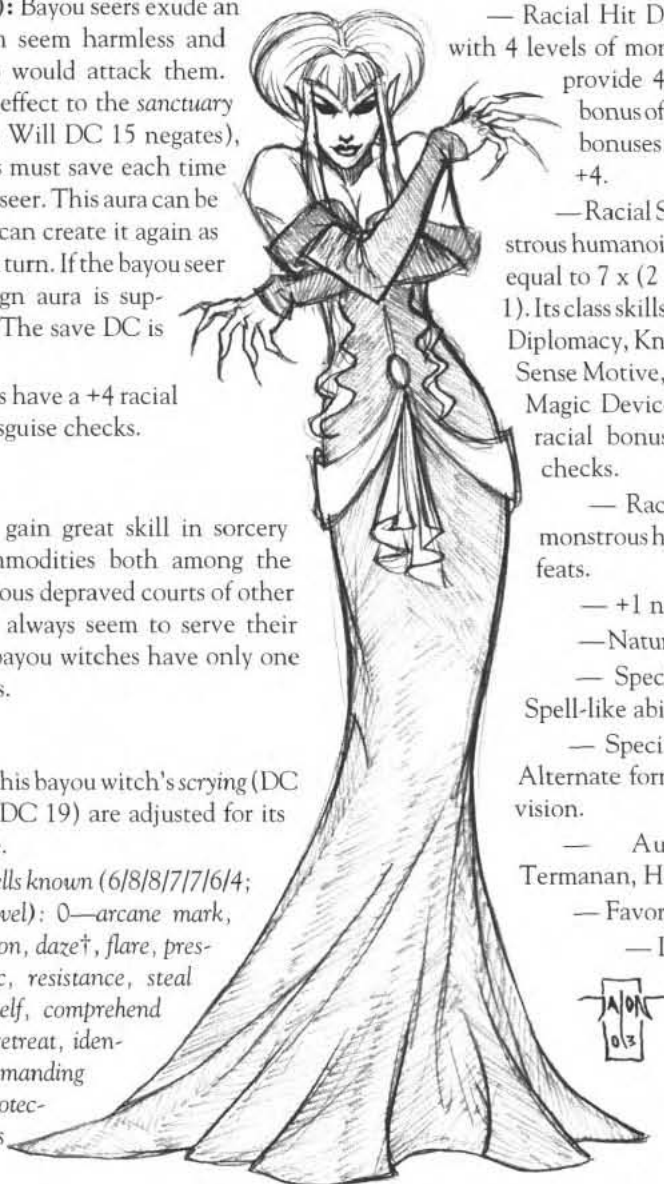 ): Bayou seers exude an
n seem harmless and
would attack them.
effect to the sanctuary
Will DC 15 negates),
s must save each time
seer. This aura can be
can create it again as
turn. If the bayou seer
gn aura is sup-
The save DC is
s have a +4 racial
sguise checks.
gain great skill in sorcery
mmodities both among the
ous depraved courts of other
always seem to serve their
bayou witches have only one
s.
his bayou witch's scrying (DC
DC 19) are adjusted for its
.
lls known (6/8/8/7/7/6/4;
vel): 0—arcane mark,
on, daze†, flare, pres-
c, resistance, steal
elf, comprehend
etreat, iden-
manding
otec-
s
— Racial Hit D
with 4 levels of mon
provide 4
bonus of
bonuses
+4.
— Racial S
strous humanoi
equal to 7 x (2
1). Its class skills
Diplomacy, Kn
Sense Motive,
Magic Devic
racial bonus
checks.
— Rac
monstrous h
feats.
— +1 n
— Natur
— Spec
Spell-like abi
— Speci
Alternate form
vision.
— Au
Termanan, H
— Favor
— L
A/ON
03